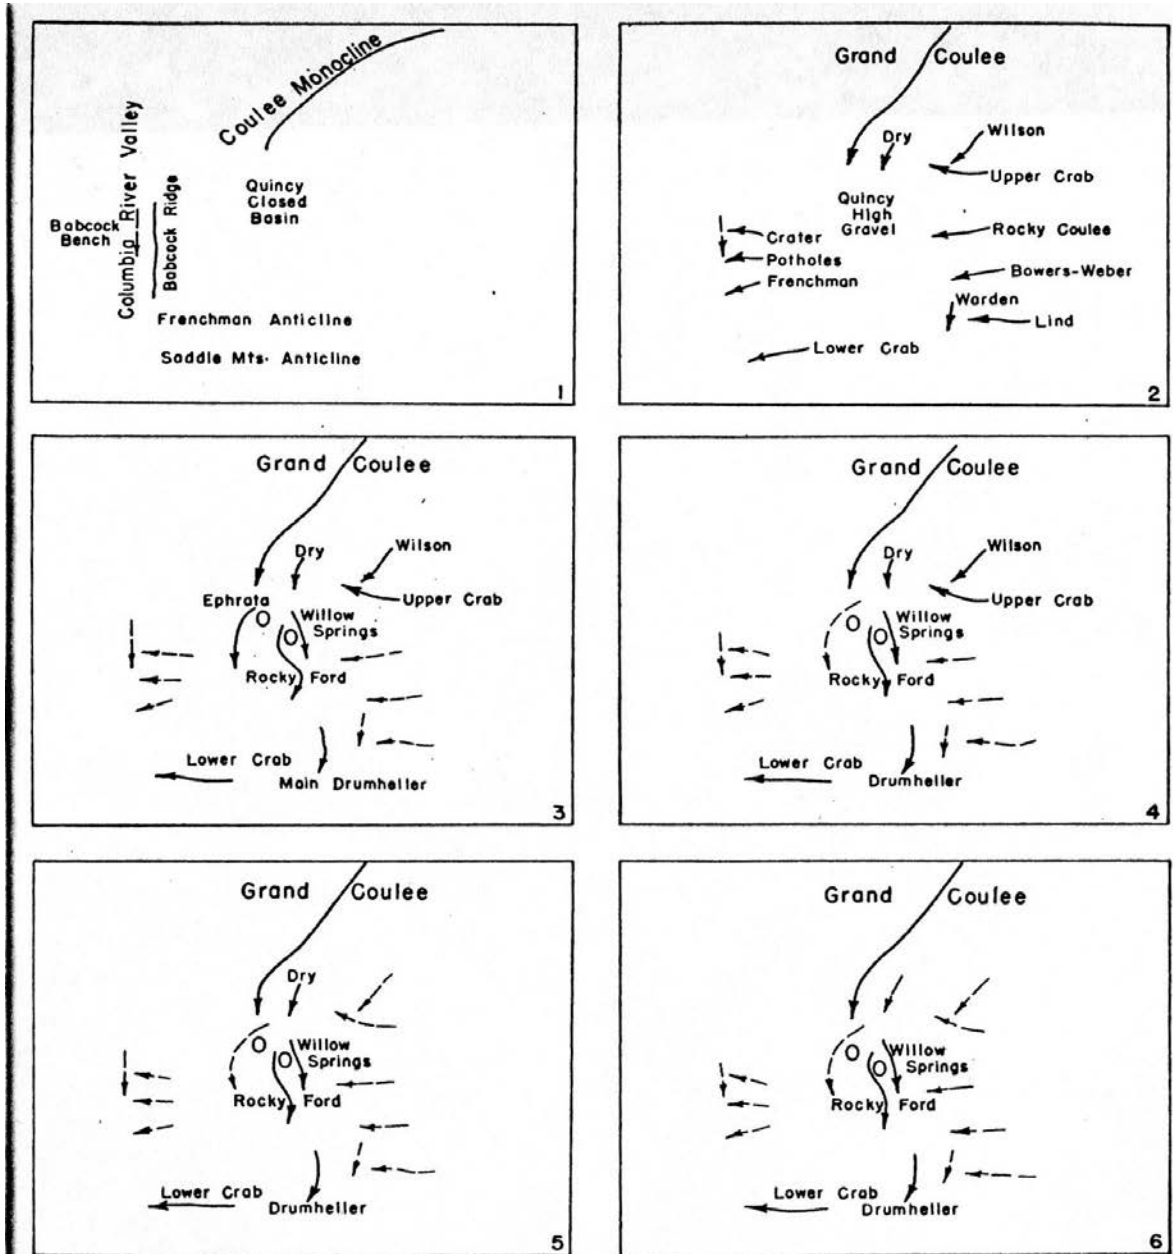 Coulee Monocline
Columbia River Valley
Babcock
Bench
Babcock Ridge
Quincy
Closed
Basin
Frenchman Anticline
Saddle Mts. Anticline
1
Grand Coulee
Dry
Wilson
Upper Crab
Quincy
High
Gravel
Crater
Potholes
Frenchman
Rocky Coulee
Bowers-Weber
Warden
Lind
Lower Crab
2
Grand Coulee
Dry
Wilson
Ephrata
Upper Crab
Willow
Springs
Rocky Ford
Lower Crab
Main Drumheller
3
Grand Coulee
Dry
Wilson
Upper Crab
Willow
Springs
Rocky Ford
Lower Crab
Drumheller
4
Grand Coulee
Dry
Willow
Springs
Rocky Ford
Lower Crab
Drumheller
5
Grand Coulee
Willow
Springs
Rocky Ford
Lower Crab
Drumheller
6